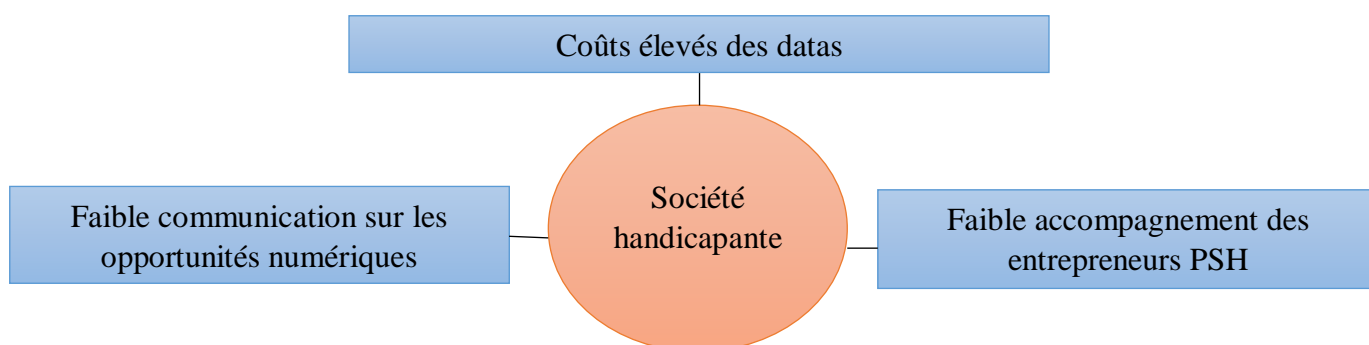 Coûts élevés des datas
Faible communication sur les
opportunités numériques
Société
handicapante
Faible accompagnement des
entrepreneurs PSH